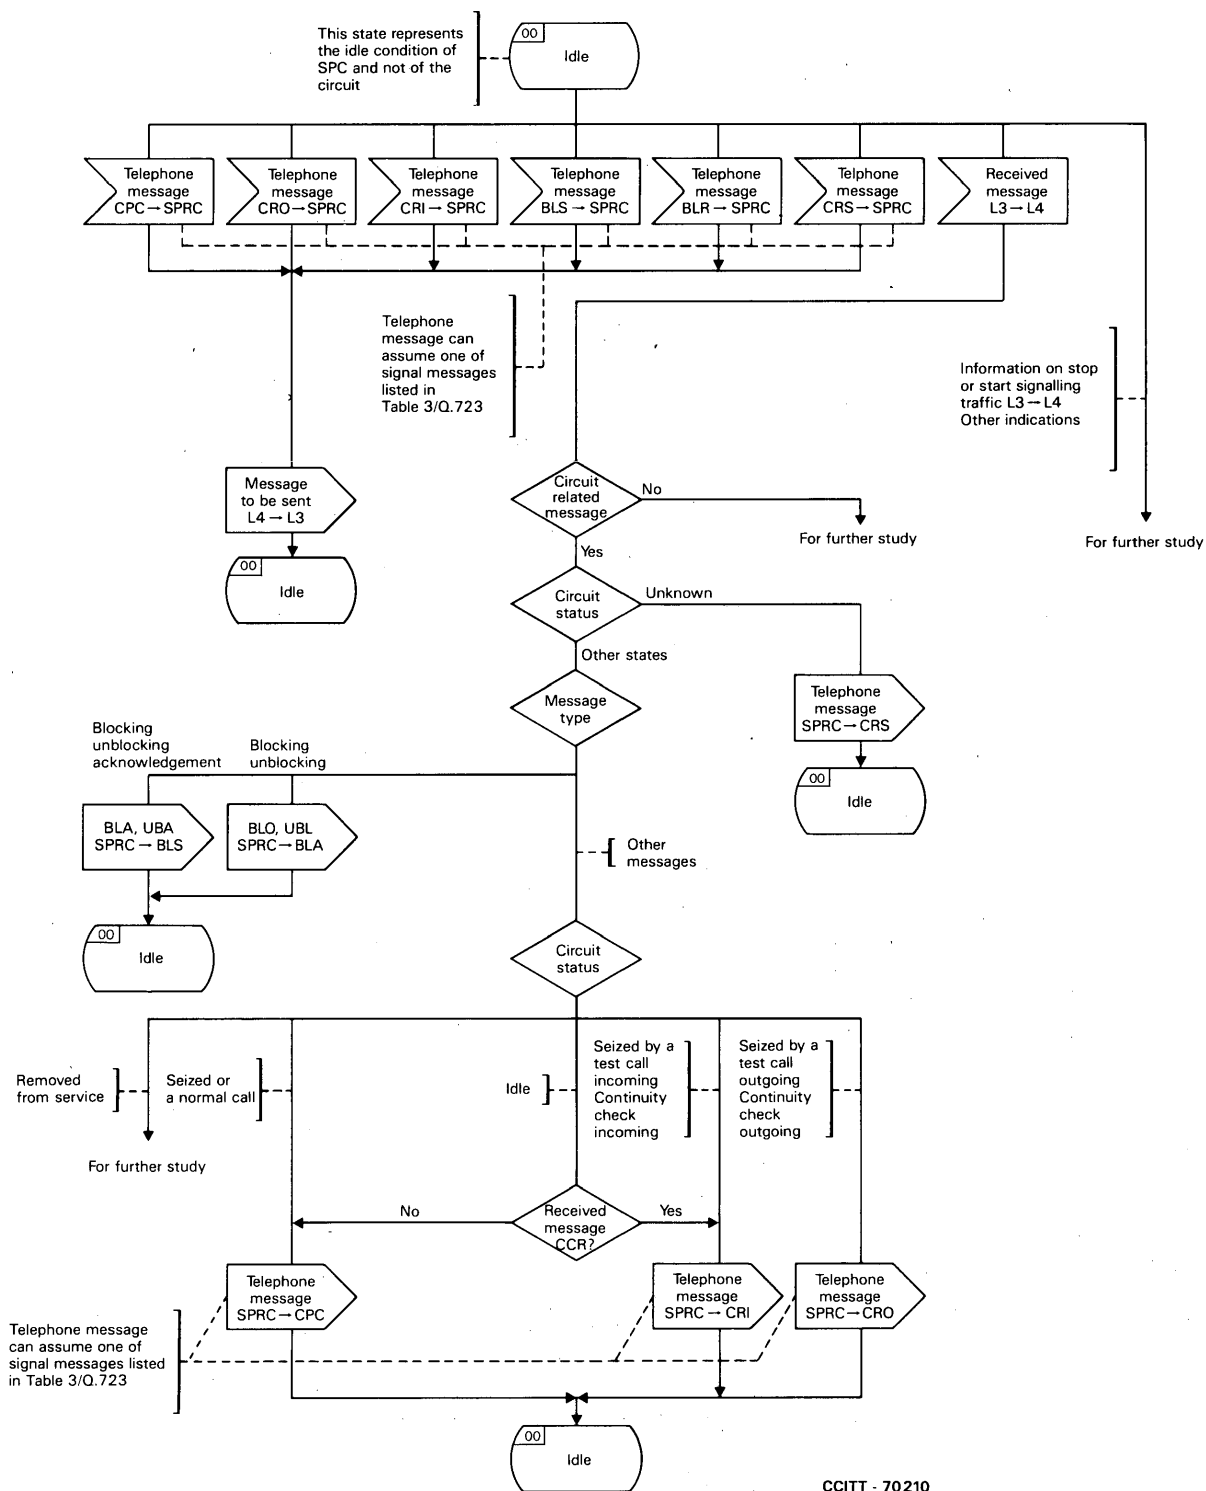 This state represents
the idle condition of
SPC and not of the
circuit
00
Idle
Telephone
message
CPC → SPRC
Telephone
message
CRO → SPRC
Telephone
message
CRI → SPRC
Telephone
message
BLS → SPRC
Telphone
message
BLR → SPRC
Telphone
message
CRS → SPRC
Received
message
L3 → L4
Telephone
message can
assume one of
signal messages
listed in
Table 3/Q.723
Information on stop
or start signalling
traffic L3 → L4
Other indications
Message
to be sent
L4 → L3
00
Idle
Circuit
related
message
No
For further study
For further study
Yes
Circuit
status
Unknown
Other states
Message
type
Telephone
message
SPRC → CRS
00
Idle
Blocking
unblocking
acknowledgement
Blocking
unblocking
BLA, UBA
SPRC → BLS
BLO, UBL
SPRC → BLA
Other
messages
00
Idle
Circuit
status
Removed
from service
Seized or
a normal call
Idle
Seized by a
test call
incoming
Continuity
check
incoming
Seized by a
test call
outgoing
Continuity
check
outgoing
For further study
No
Received
message
CCR?
Yes
Telephone
message
SPRC → CPC
Telephone
message
SPRC → CRI
Telephone
message
SPRC → CRO
Telephone message
can assume one of
signal messages listed
in Table 3/Q.723
00
Idle
CCITT - 70210